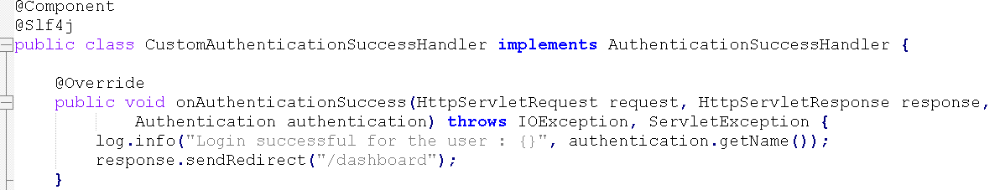 @Component
@Slf4j
public class CustomAuthenticationSuccessHandler implements AuthenticationSuccessHandler {
@Override
public void onAuthenticationSuccess(HttpServletRequest request, HttpServletResponse response,
Authentication authentication) throws IOException, ServletException {
log.info("Login successful for the user : {}", authentication.getName());
response.sendRedirect("/dashboard");
}